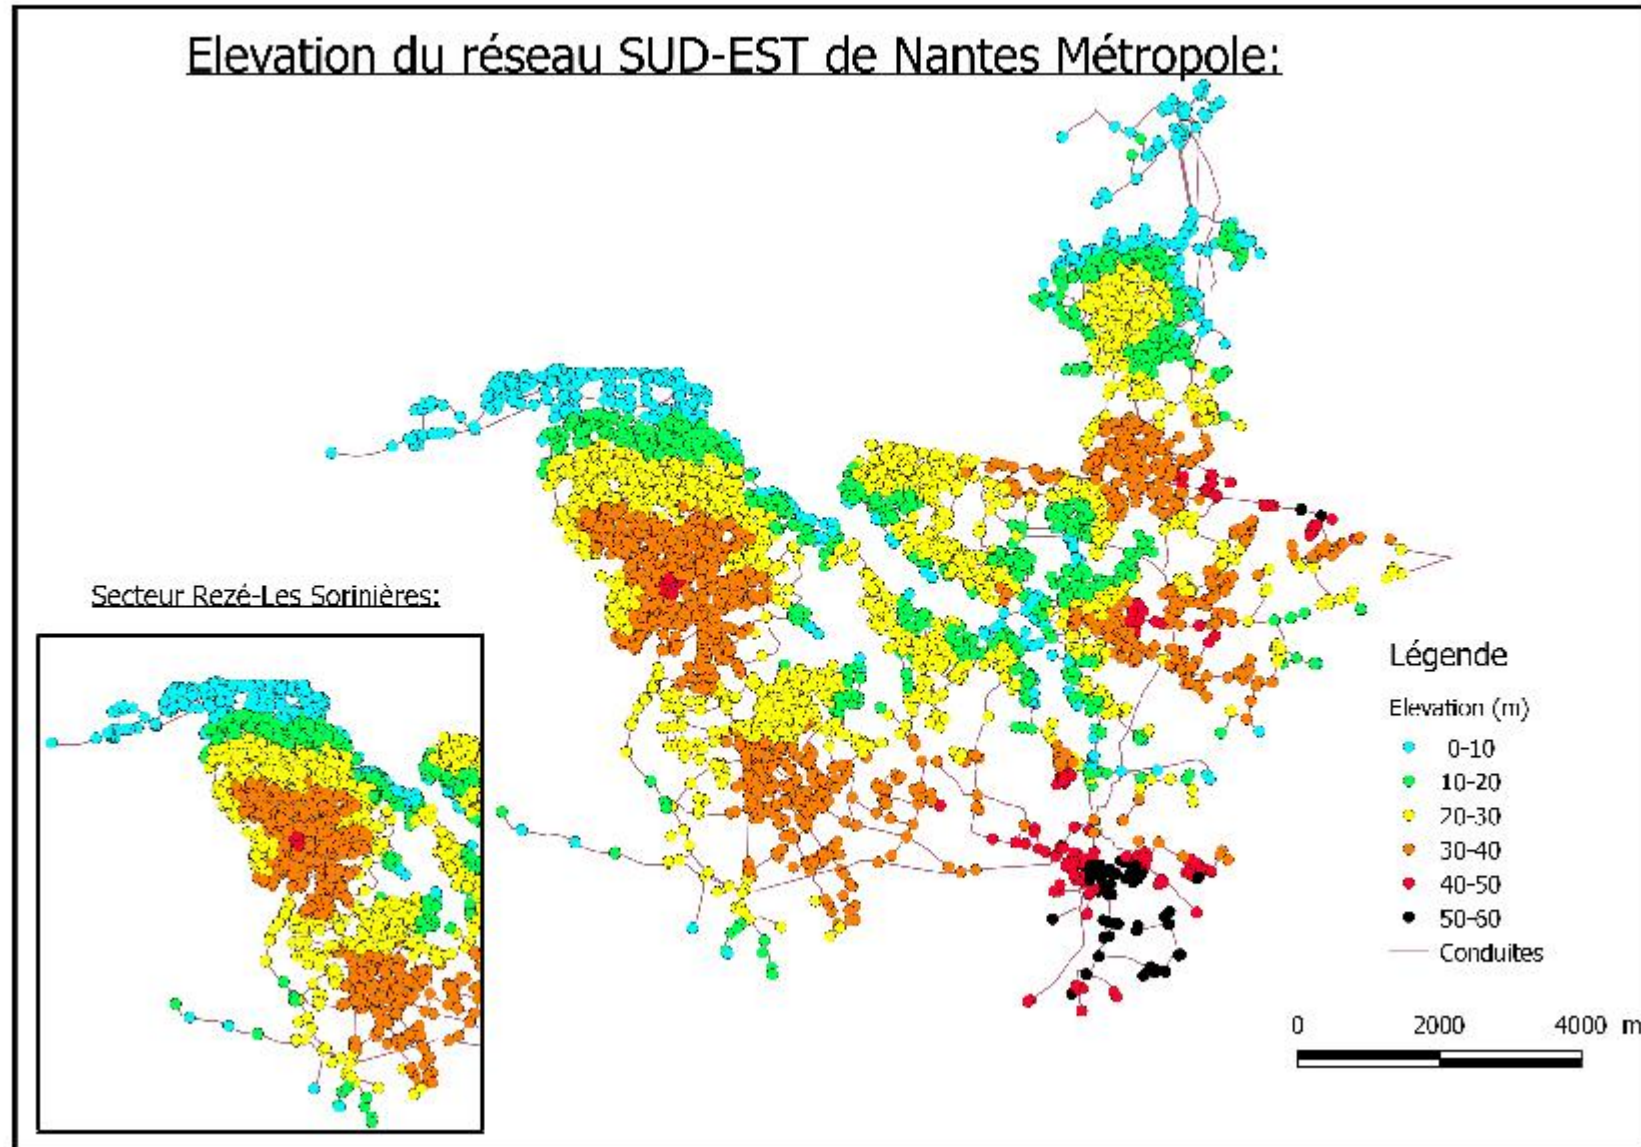 Elevation du réseau SUD-EST de Nantes Métropole:
Secteur Rezé-Les Sorinières:
Légende
Elevation (m)
0-10
10-20
20-30
30-40
40-50
50-60
Conduites
0 2000 4000 m